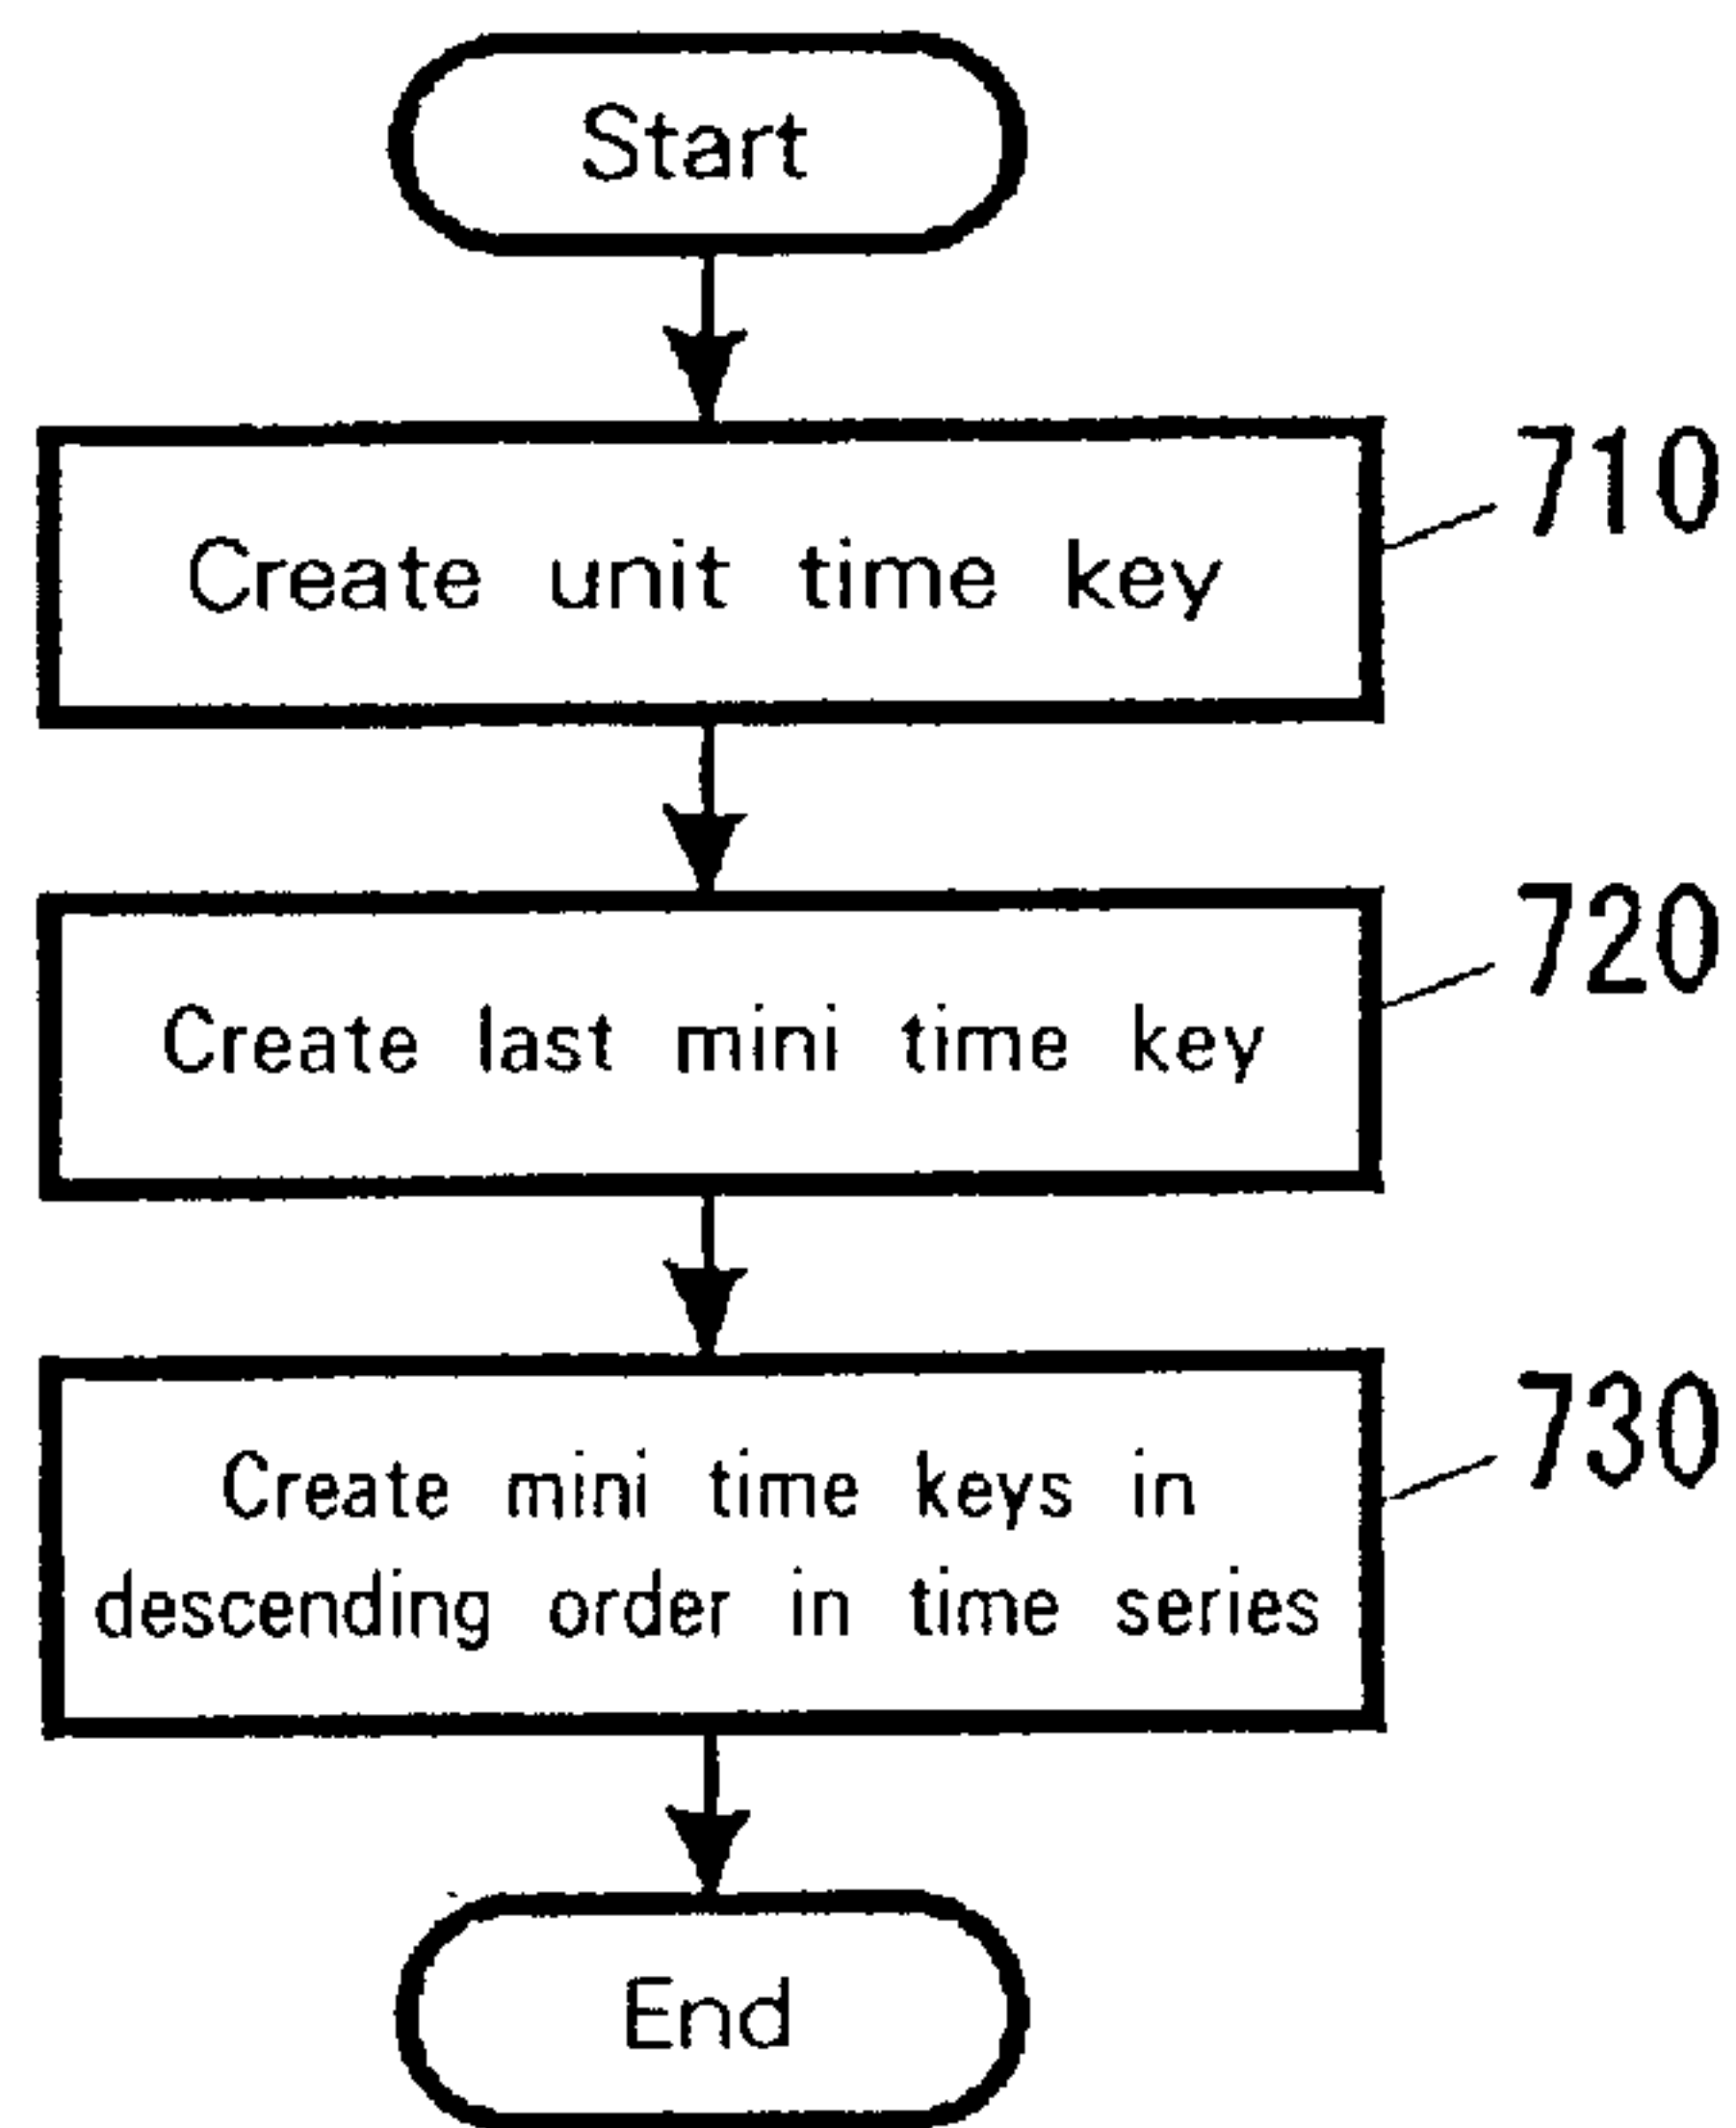 Start
Create unit time key
710
Create last mini time key
720
Create mini time keys in
descending order in time series
730
End